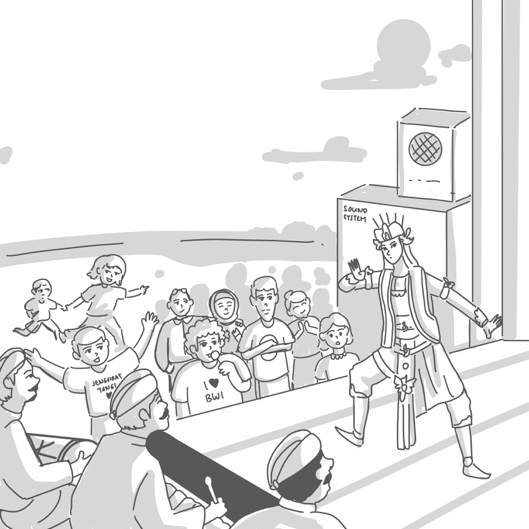 SOUND
SYSTEM
JENGGIRAT
TANGI
I ♥
BWI